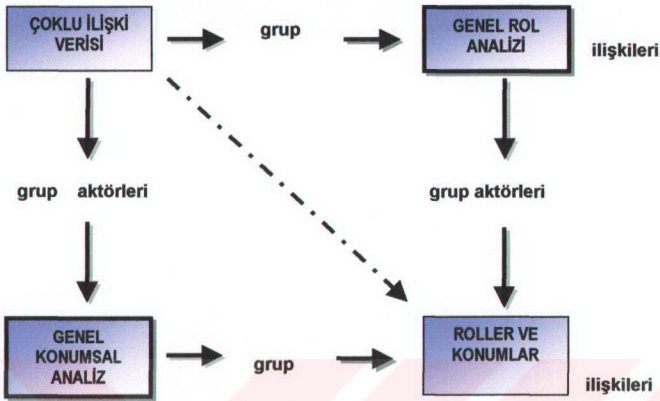 ÇOKLU İLİŞKİ
VERİSİ
grup
GENEL ROL
ANALİZİ
ilişkileri
grup aktörleri
grup aktörleri
GENEL
KONUMSAL
ANALİZ
grup
ROLLER VE
KONUMLAR
ilişkileri